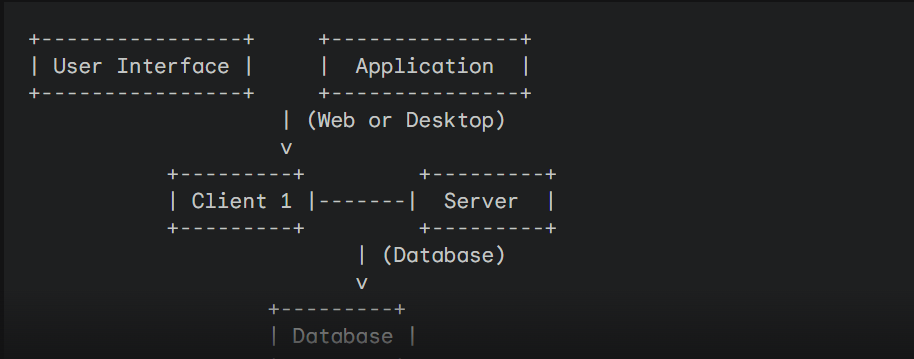 +----------------+     +---------------+
| User Interface |     |  Application  |
+----------------+     +---------------+
                    | (Web or Desktop)
                    v
           +---------+         +---------+
           | Client 1 |-------|  Server  |
           +---------+         +---------+
                          | (Database)
                          v
                   +---------+
                   | Database |